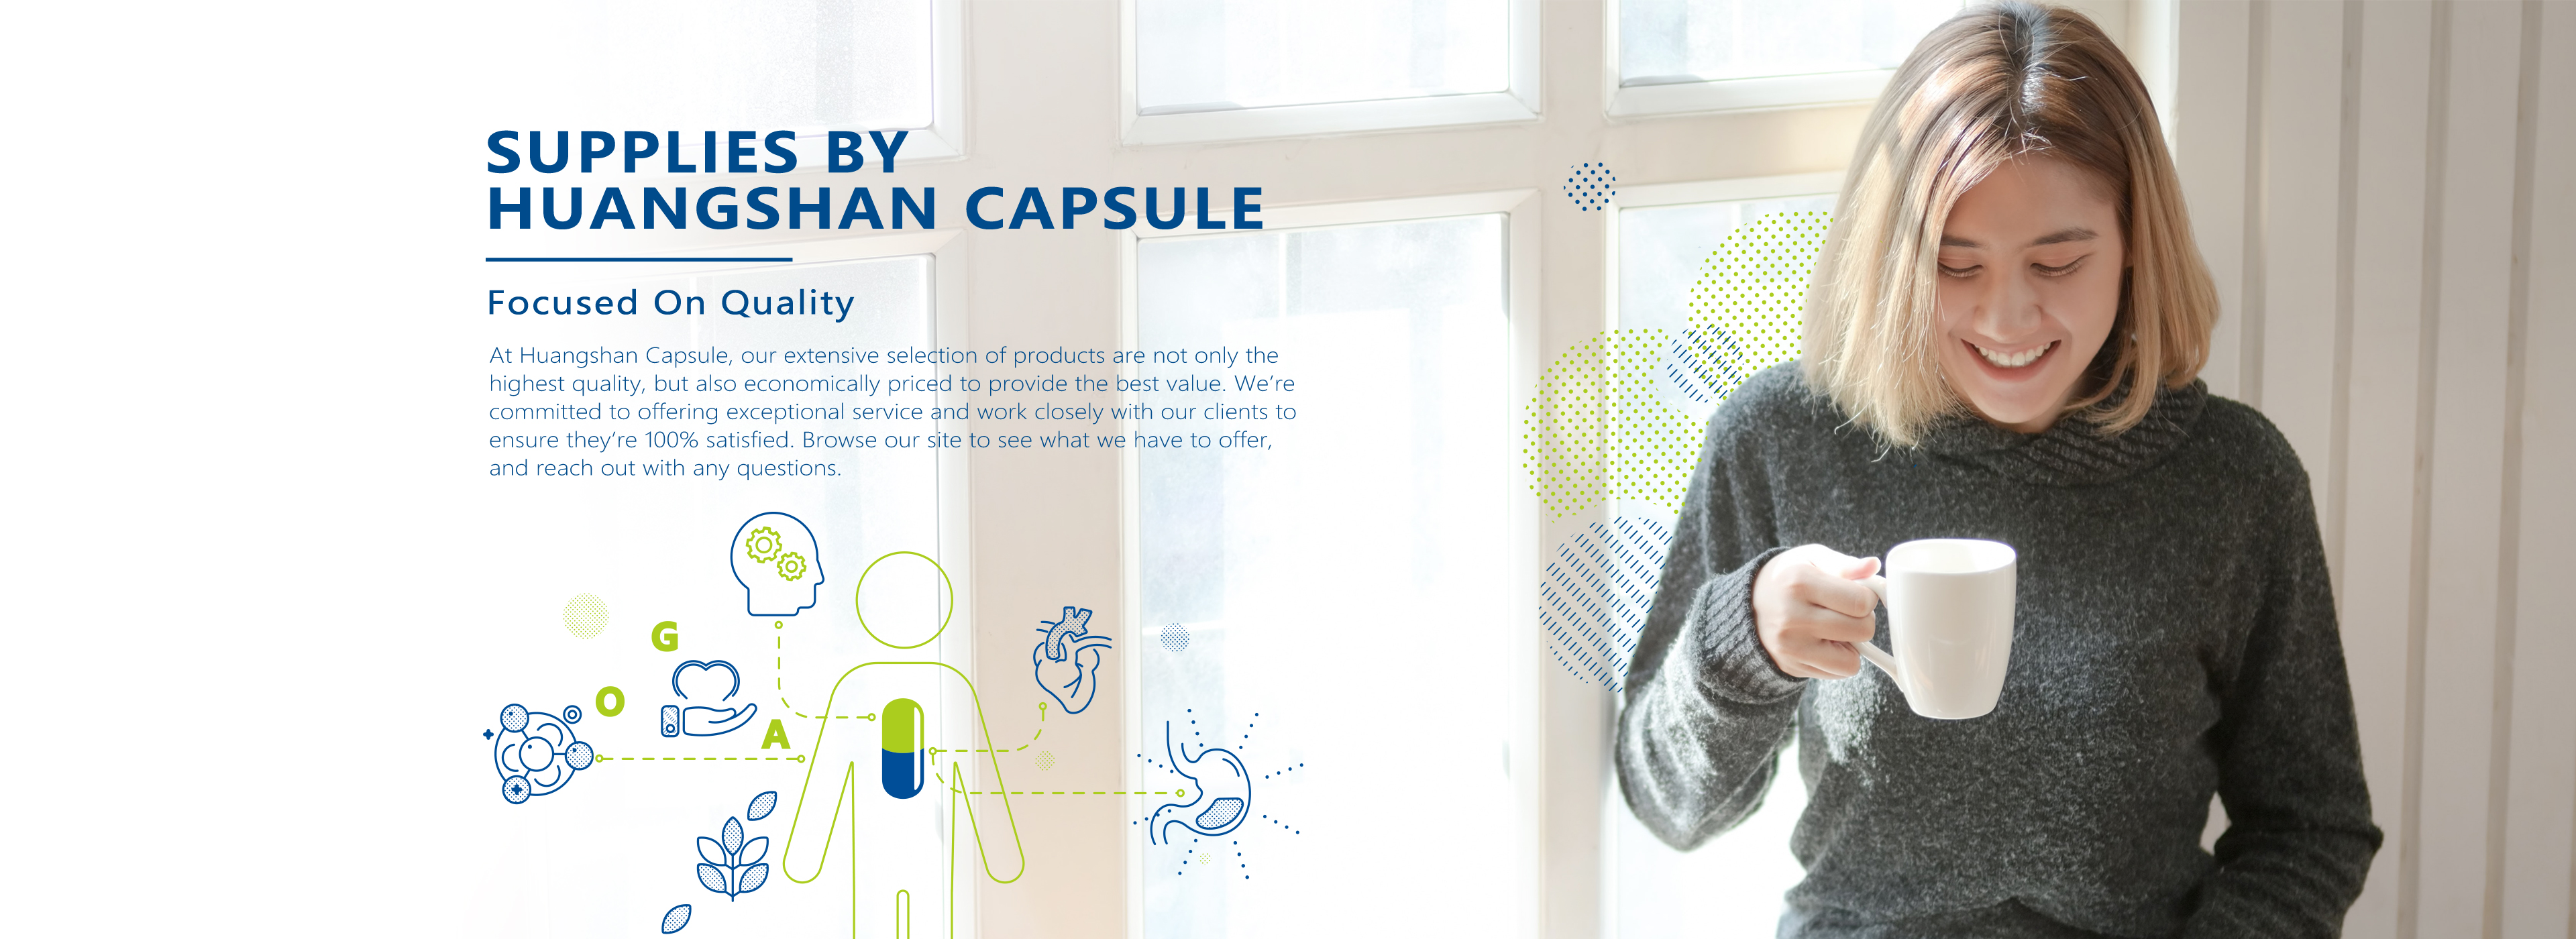 SUPPLIES BY
HUANGSHAN CAPSULE
Focused On Quality
At Huangshan Capsule, our extensive selection of products are not only the
highest quality, but also economically priced to provide the best value. We’re
committed to offering exceptional service and work closely with our clients to
ensure they’re 100% satisfied. Browse our site to see what we have to offer,
and reach out with any questions.
G
O
A